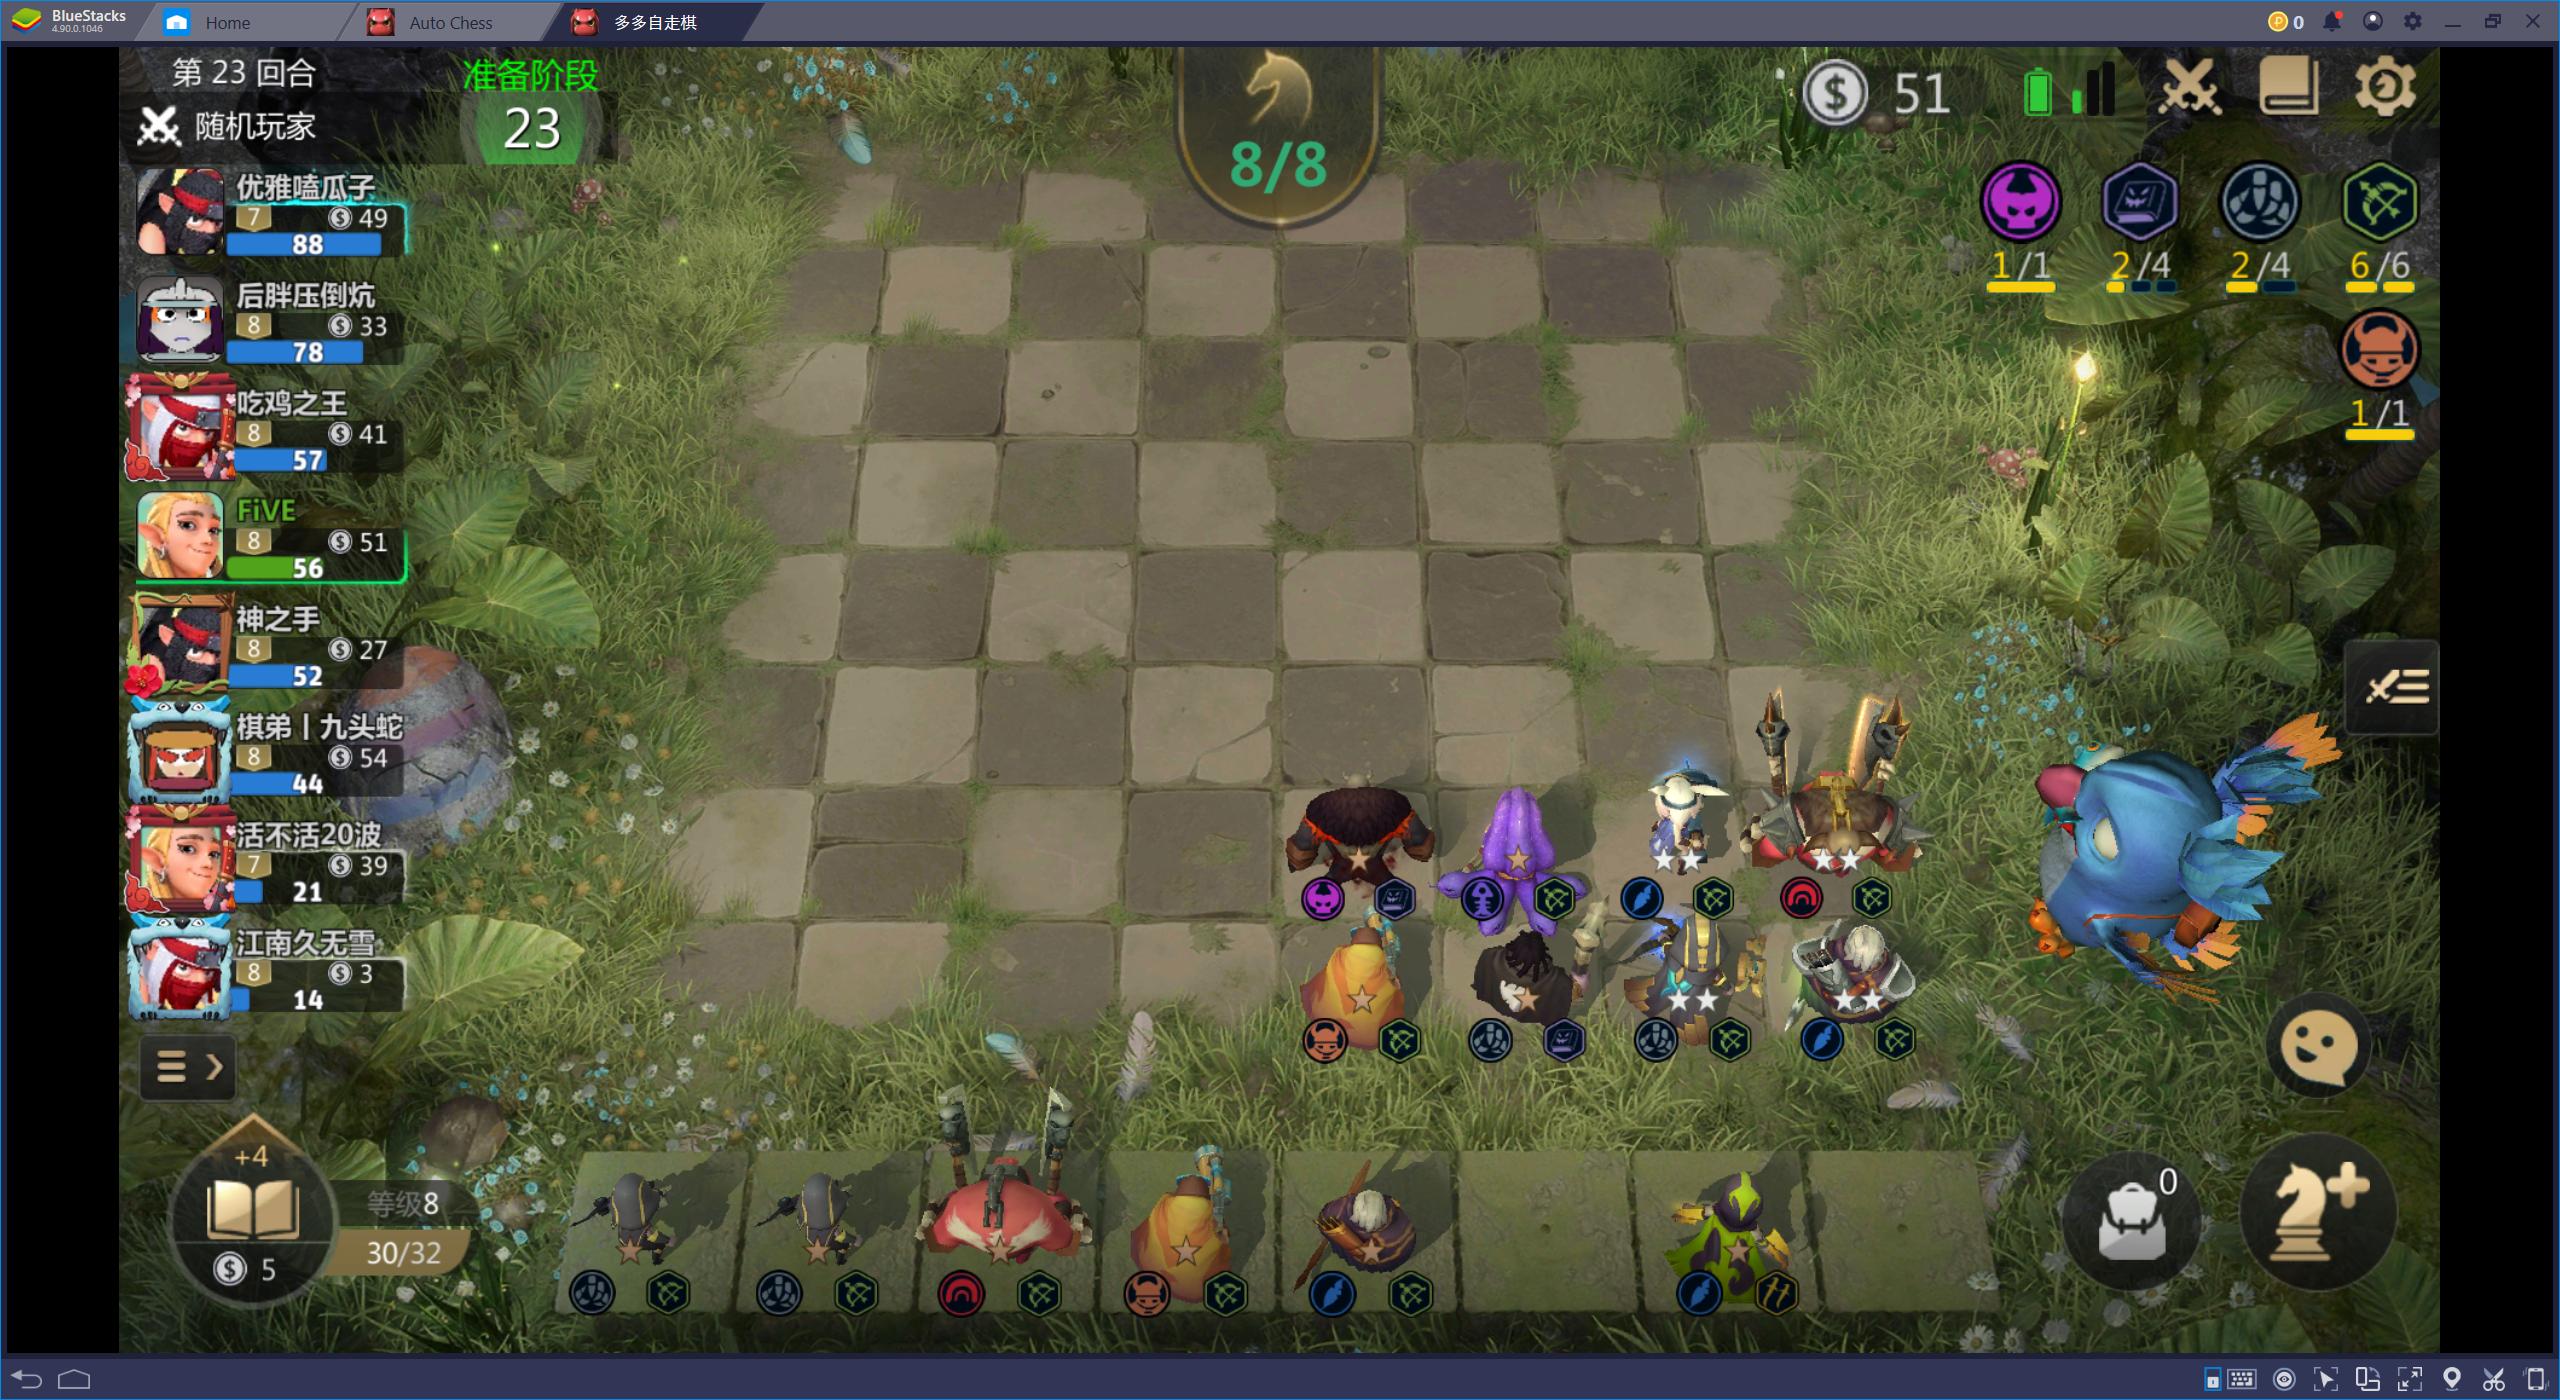 BlueStacks
4.90.0.1046
Home
Auto Chess
多多自走棋
0
第 23 回合
准备阶段
随机玩家
23
8/8
51
优雅嗑瓜子
7
49
88
后胖压倒炕
8
33
78
吃鸡之王
8
41
57
FiVE
8
51
56
神之手
8
27
52
棋弟丨九头蛇
8
54
44
活不活20波
7
39
21
江南久无雪
8
3
14
1/1
2/4
2/4
6/6
1/1
+4
5
等级8
30/32
0